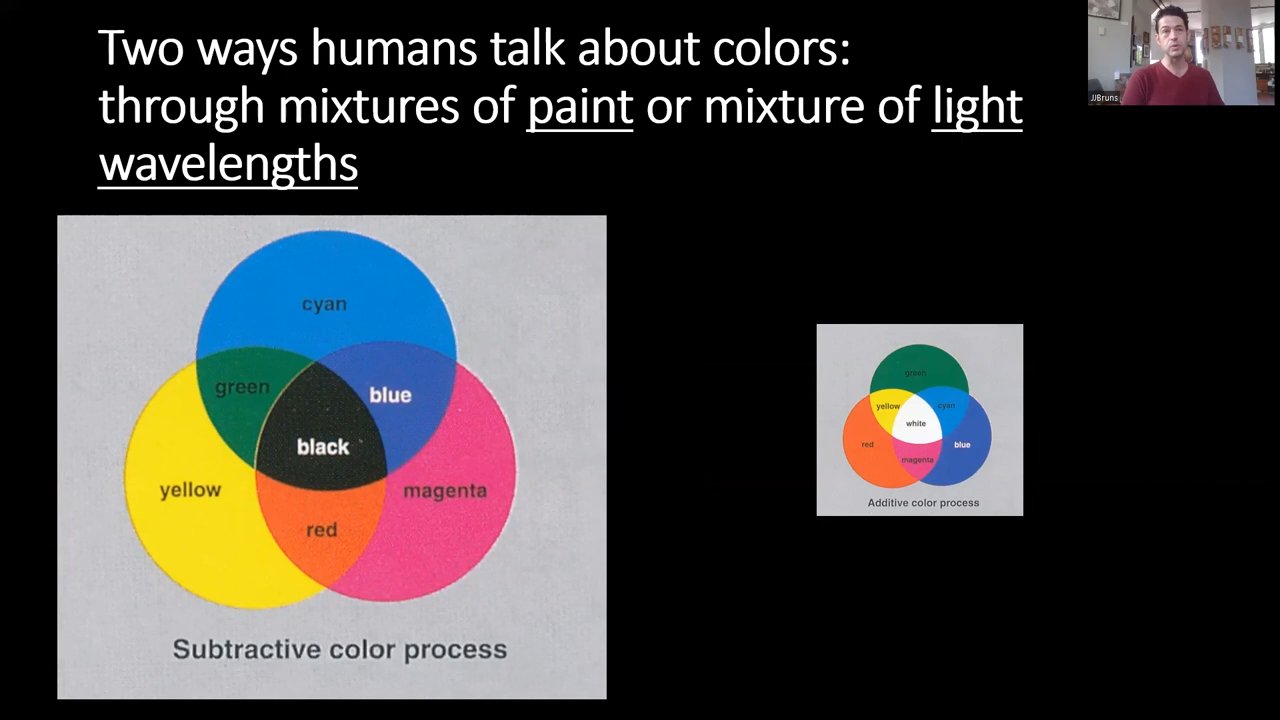 Two ways humans talk about colors:
through mixtures of paint or mixture of light
wavelengths
JJBruns
cyan
green
blue
black
yellow
magenta
red
Subtractive color process
green
yellow
cyan
white
red
blue
magenta
Additive color process